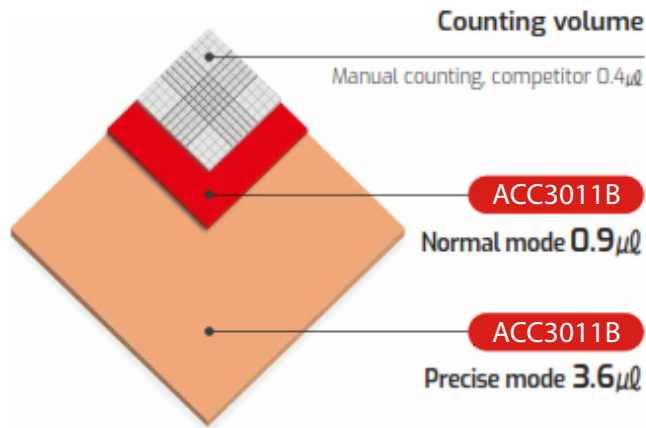 Counting volume
Manual counting, competitor 0.4㎕
ACC3011B
Normal mode 0.9㎕
ACC3011B
Precise mode 3.6㎕